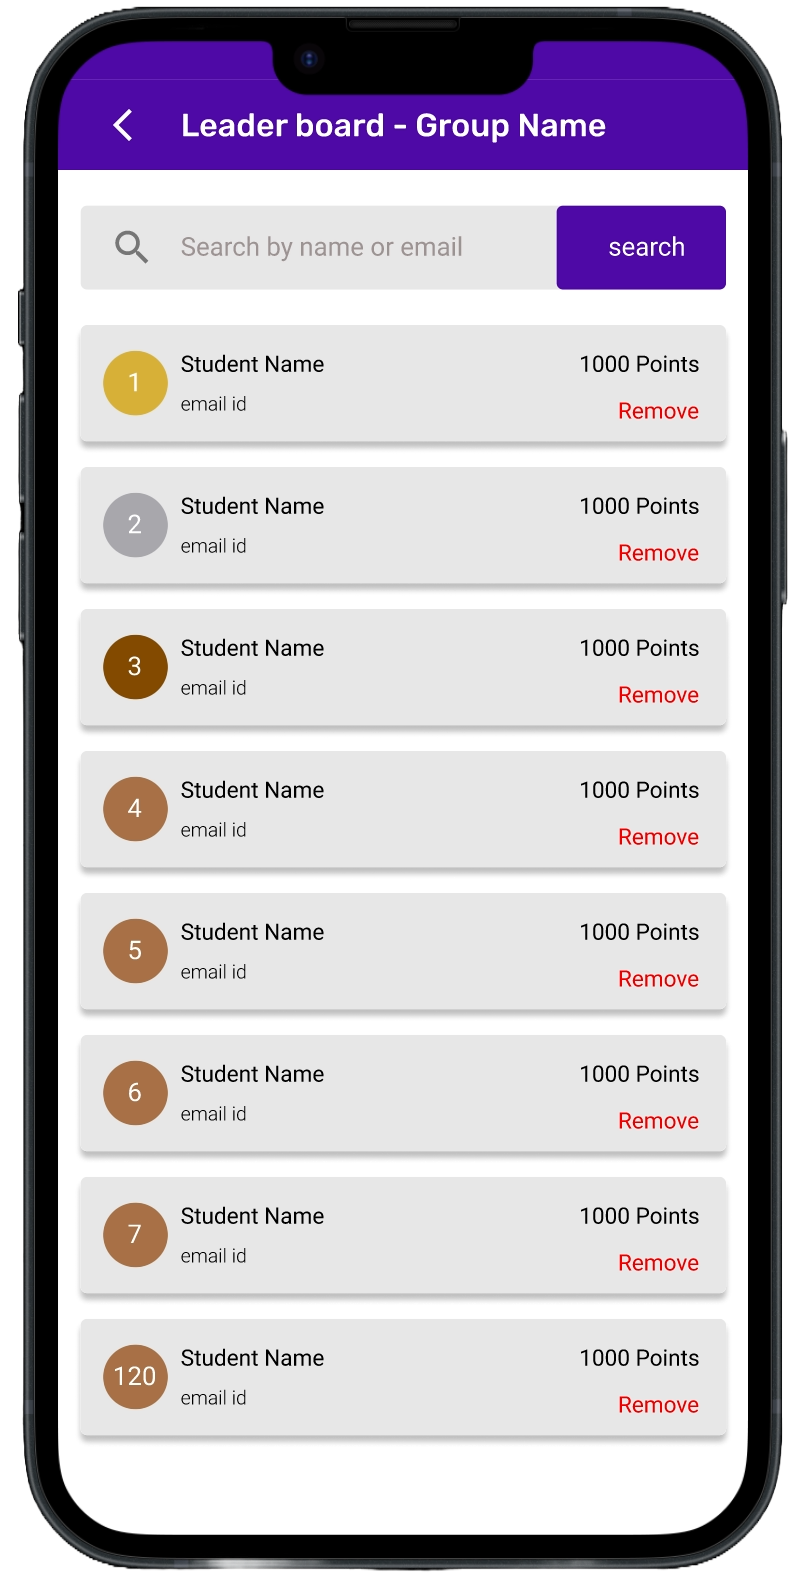 Leader board - Group Name
Search by name or email
search
1
Student Name
1000 Points
email id
Remove
2
Student Name
1000 Points
email id
Remove
3
Student Name
1000 Points
email id
Remove
4
Student Name
1000 Points
email id
Remove
5
Student Name
1000 Points
email id
Remove
6
Student Name
1000 Points
email id
Remove
7
Student Name
1000 Points
email id
Remove
120
Student Name
1000 Points
email id
Remove